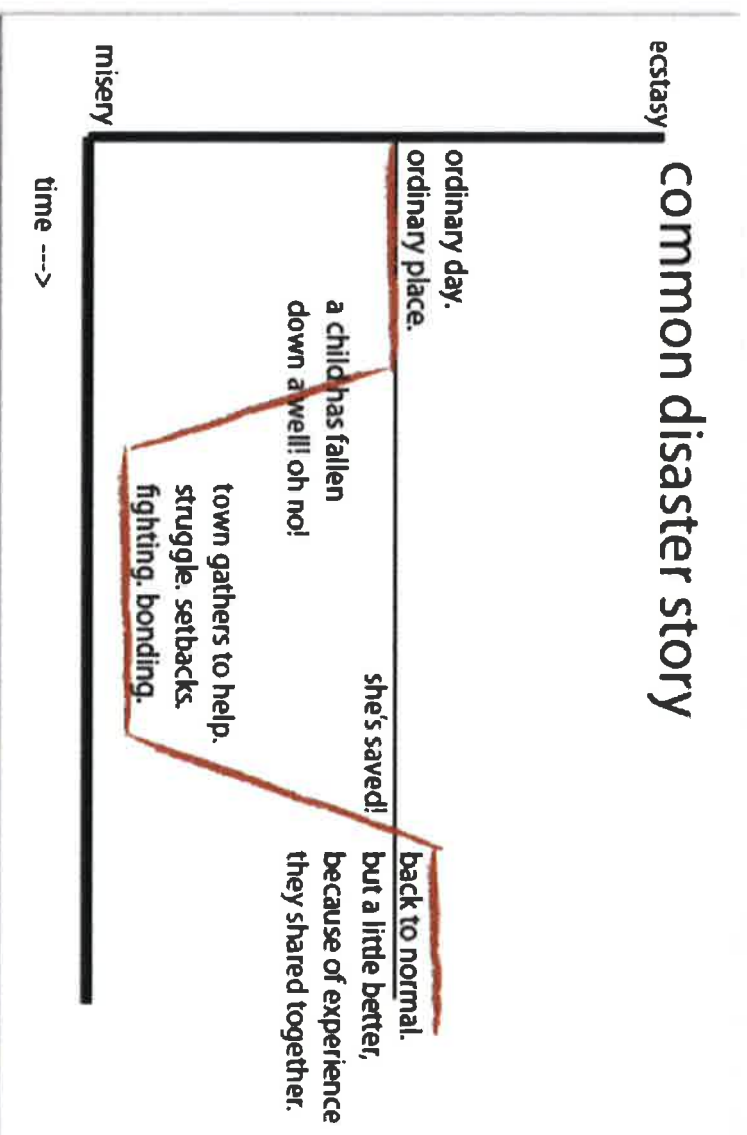 common disaster story
ecstasy
ordinary day.
ordinary place.
a child has fallen
down a well! oh no!
she's saved!
back to normal.
but a little better,
because of experience
they shared together.
town gathers to help.
struggle. setbacks.
fighting. bonding.
misery
time --->